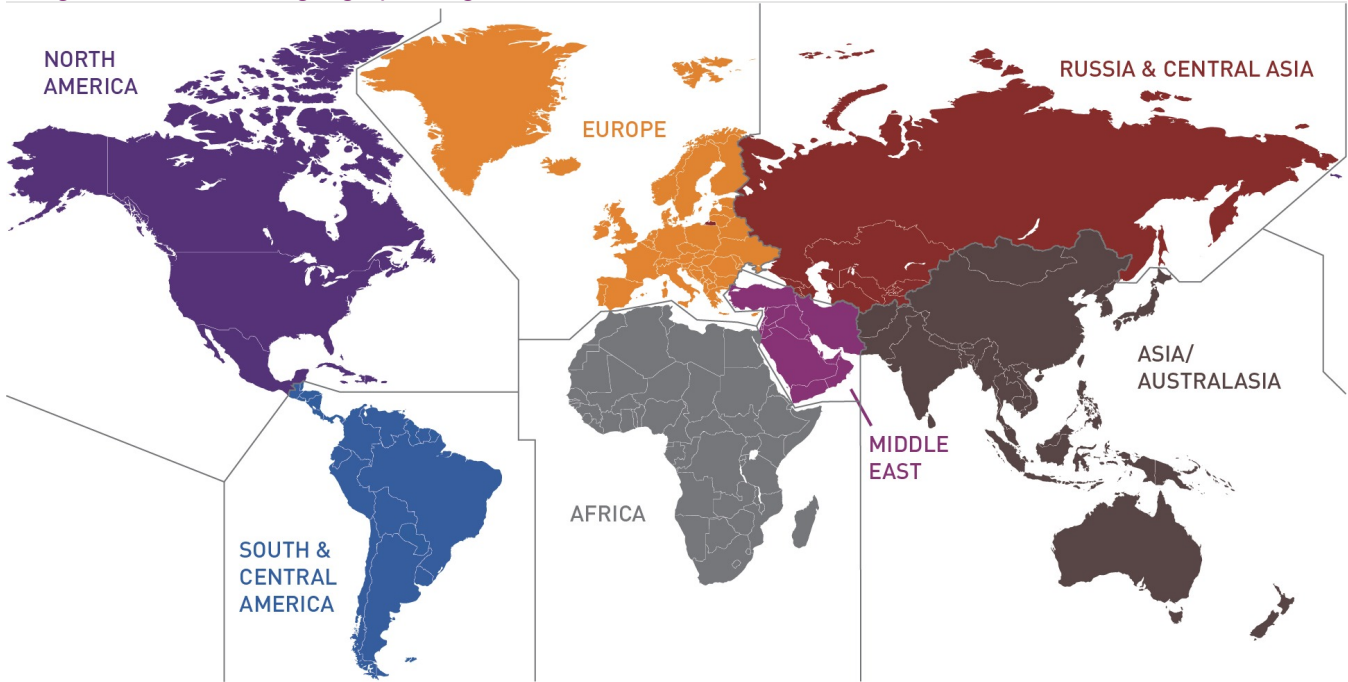 NORTH
AMERICA
EUROPE
RUSSIA & CENTRAL ASIA
ASIA/
AUSTRALASIA
MIDDLE
EAST
AFRICA
SOUTH &
CENTRAL
AMERICA